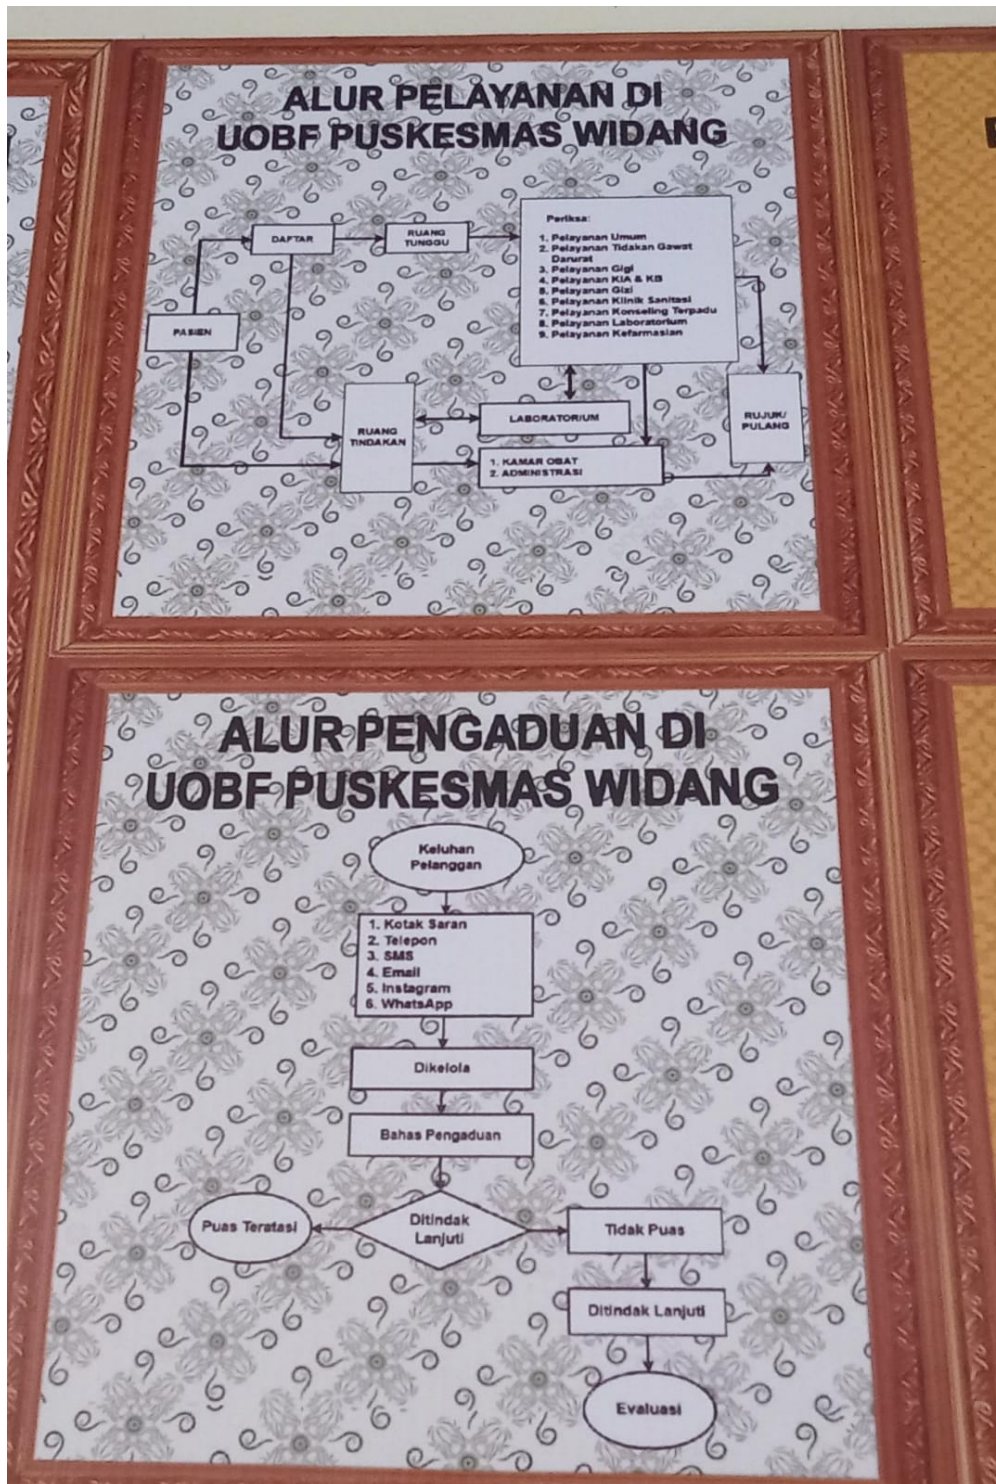 ALUR PELAYANAN DI
UOBF PUSKESMAS WIDANG
PASIEN
DAFTAR
RUANG
TUNGGU
Periksa:
1. Pelayanan Umum
2. Pelayanan Tidakan Gawat
Darurat
3. Pelayanan Gigi
4. Pelayanan KIA & KB
5. Pelayanan Gizi
6. Pelayanan Klinik Sanitasi
7. Pelayanan Konseling Terpadu
8. Pelayanan Laboratorium
9. Pelayanan Kefarmasian
RUANG
TINDAKAN
LABORATORIUM
1. KAMAR OBAT
2. ADMINISTRASI
RUJUK/
PULANG
ALUR PENGADUAN DI
UOBF PUSKESMAS WIDANG
Keluhan
Pelanggan
1. Kotak Saran
2. Telepon
3. SMS
4. Email
5. Instagram
6. WhatsApp
Dikelola
Bahas Pengaduan
Puas Teratasi
Ditindak
Lanjuti
Tidak Puas
Ditindak Lanjuti
Evaluasi